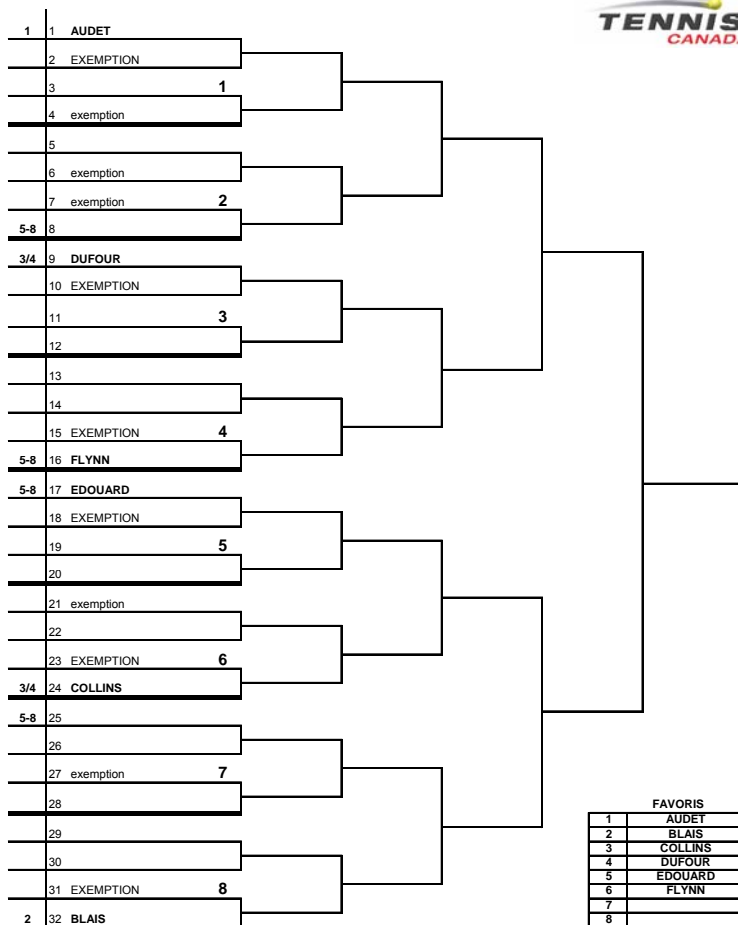 TENNIS
CANADA
1 1 AUDET
2 EXEMPTION
3 1
4 exemption
5
6 exemption
7 exemption 2
5-8 8
3/4 9 DUFOUR
10 EXEMPTION
11 3
12
13
14
15 EXEMPTION 4
5-8 16 FLYNN
5-8 17 EDOUARD
18 EXEMPTION
19 5
20
21 exemption
22
23 EXEMPTION 6
3/4 24 COLLINS
5-8 25
26
27 exemption 7
28
29
30
31 EXEMPTION 8
2 32 BLAIS
FAVORIS
1 AUDET
2 BLAIS
3 COLLINS
4 DUFOUR
5 EDOUARD
6 FLYNN
7
8